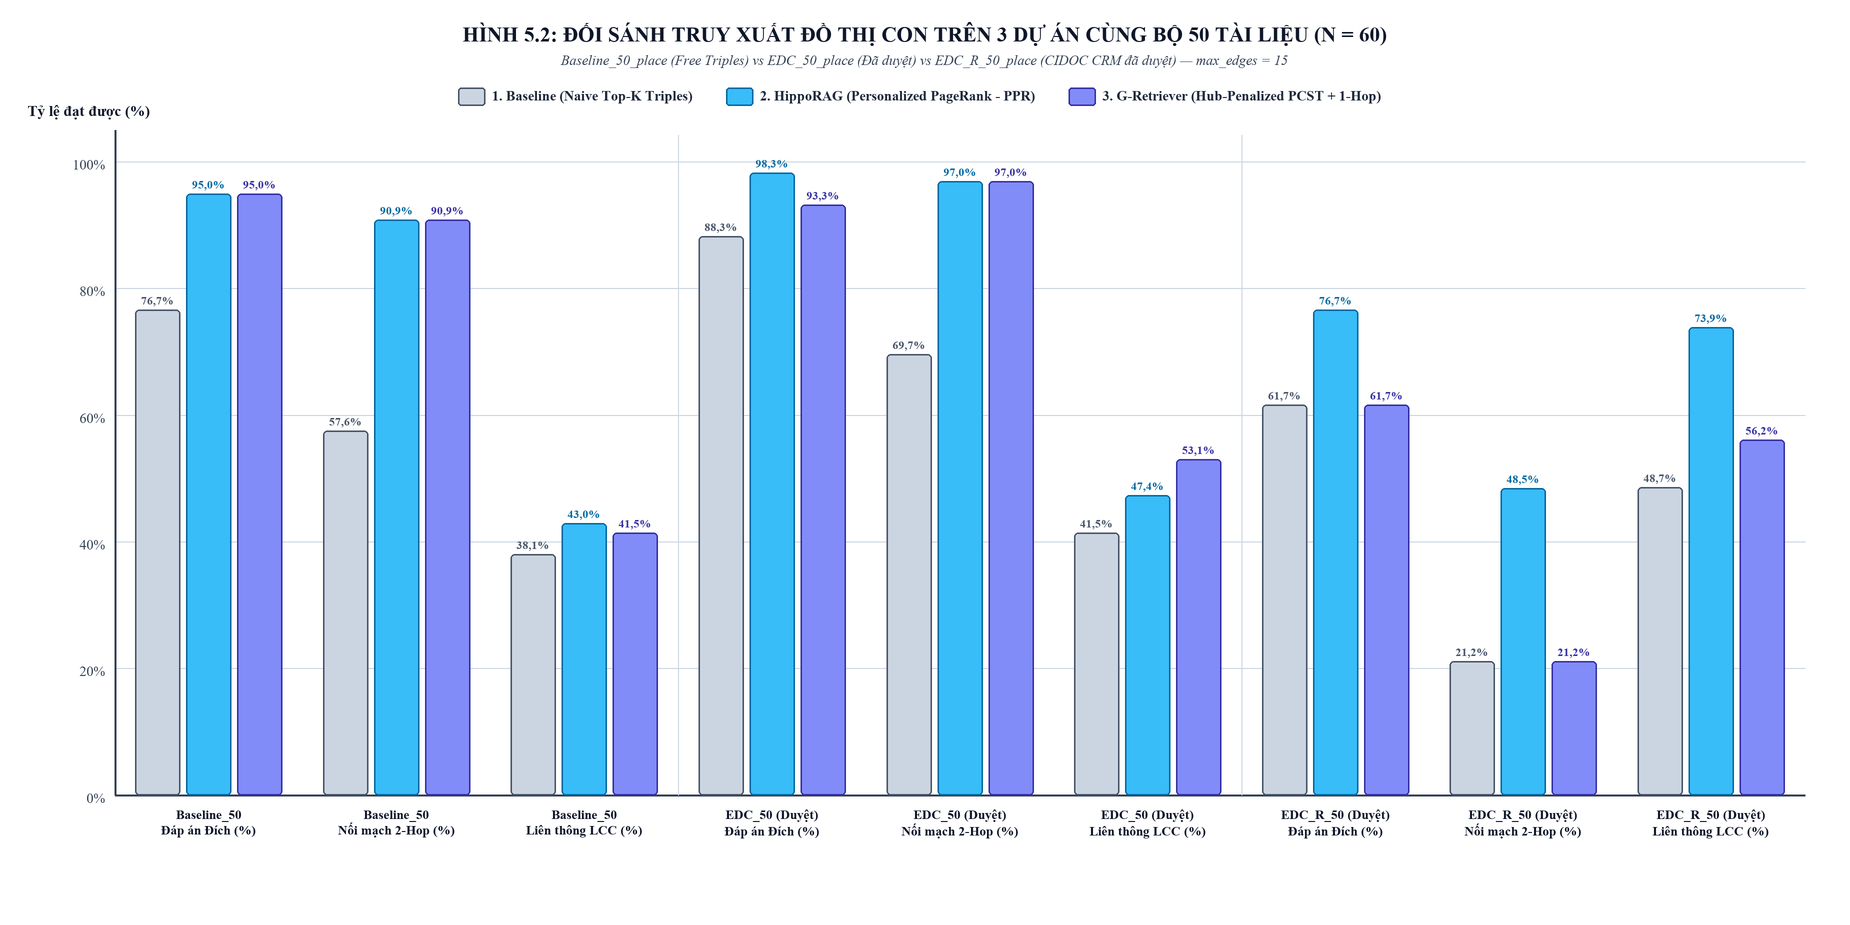 HÌNH 5.2: ĐỐI SÁNH TRUY XUẤT ĐỒ THỊ CON TRÊN 3 DỰ ÁN CÙNG BỘ 50 TÀI LIỆU (N = 60)
Baseline_50_place (Free Triples) vs EDC_50_place (Đã duyệt) vs EDC_R_50_place (CIDOC CRM đã duyệt) — max_edges = 15
1. Baseline (Naive Top-K Triples) 2. HippoRAG (Personalized PageRank - PPR) 3. G-Retriever (Hub-Penalized PCST + 1-Hop)
Tỷ lệ đạt được (%)
100%
80%
60%
40%
20%
0%
76,7% 95,0% 95,0%
57,6% 90,9% 90,9%
38,1% 43,0% 41,5%
88,3% 98,3% 93,3%
69,7% 97,0% 97,0%
41,5% 47,4% 53,1%
61,7% 76,7% 61,7%
21,2% 48,5% 21,2%
48,7% 73,9% 56,2%
Baseline_50
Đáp án Đích (%)
Baseline_50
Nối mạch 2-Hop (%)
Baseline_50
Liên thông LCC (%)
EDC_50 (Duyệt)
Đáp án Đích (%)
EDC_50 (Duyệt)
Nối mạch 2-Hop (%)
EDC_50 (Duyệt)
Liên thông LCC (%)
EDC_R_50 (Duyệt)
Đáp án Đích (%)
EDC_R_50 (Duyệt)
Nối mạch 2-Hop (%)
EDC_R_50 (Duyệt)
Liên thông LCC (%)